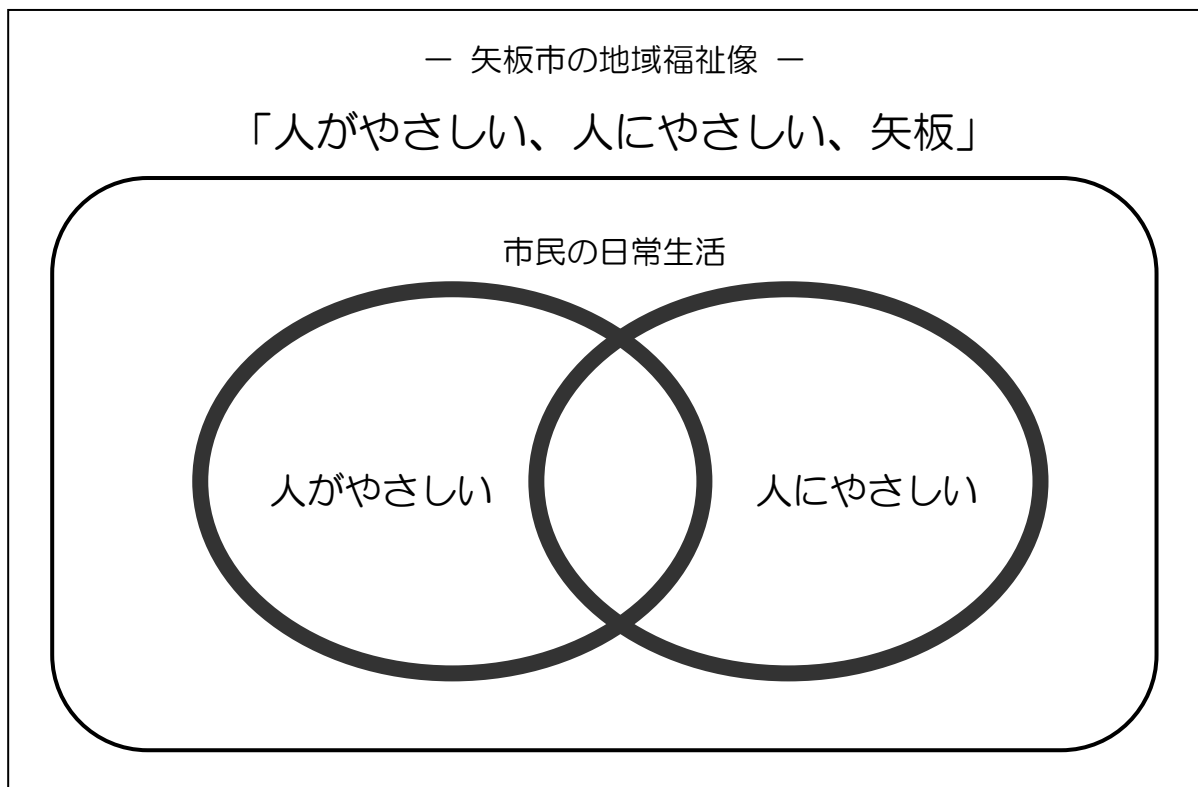 ― 矢板市の地域福祉像 ―
「人がやさしい、人にやさしい、矢板」
市民の日常生活
人がやさしい
人にやさしい